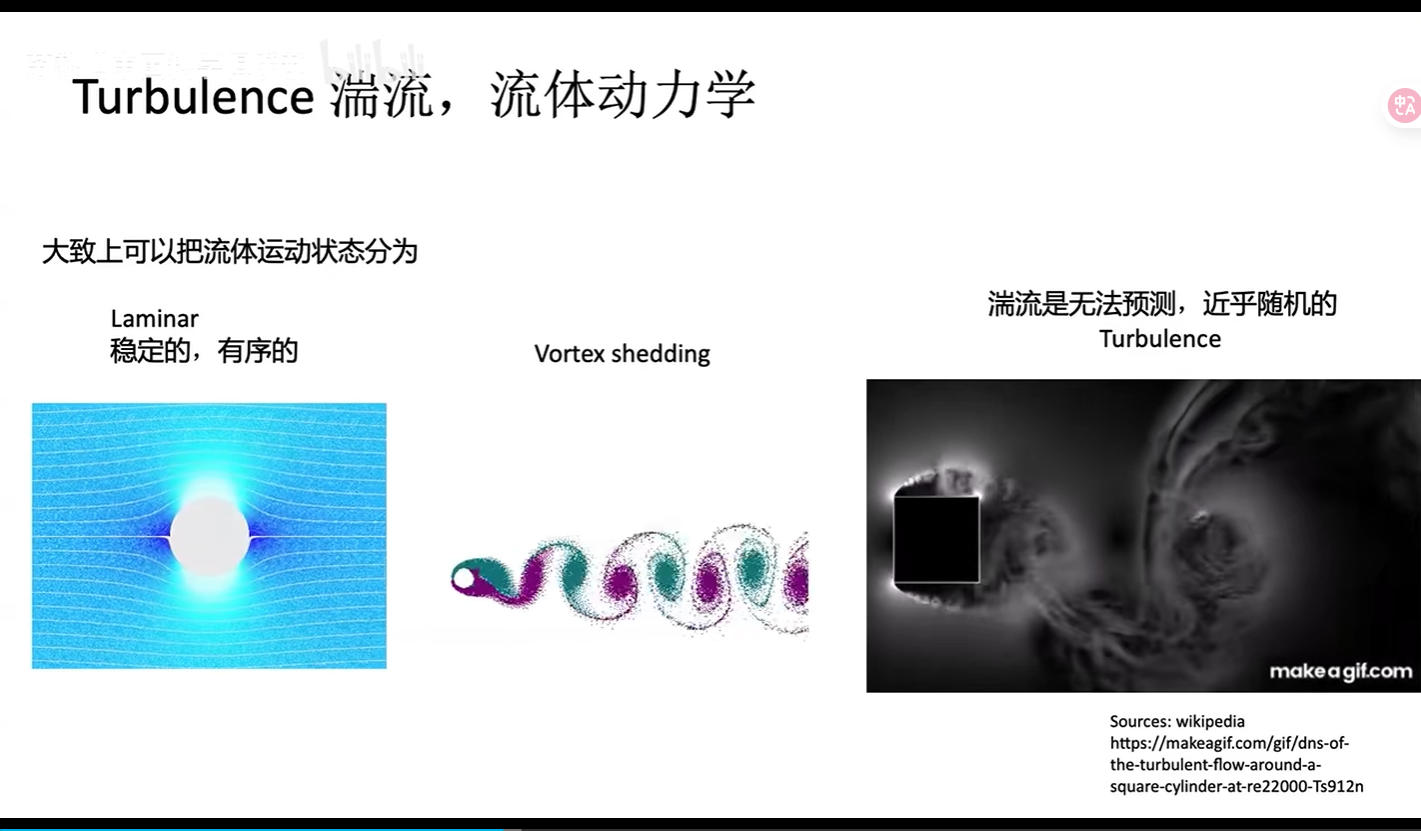 Turbulence 湍流，流体动力学
大致上可以把流体运动状态分为
Laminar
稳定的，有序的
Vortex shedding
湍流是无法预测，近乎随机的
Turbulence
makeagif.com
Sources: wikipedia
https://makeagif.com/gif/dns-of-
the-turbulent-flow-around-a-
square-cylinder-at-re22000-Ts912n
bilibili
中
A